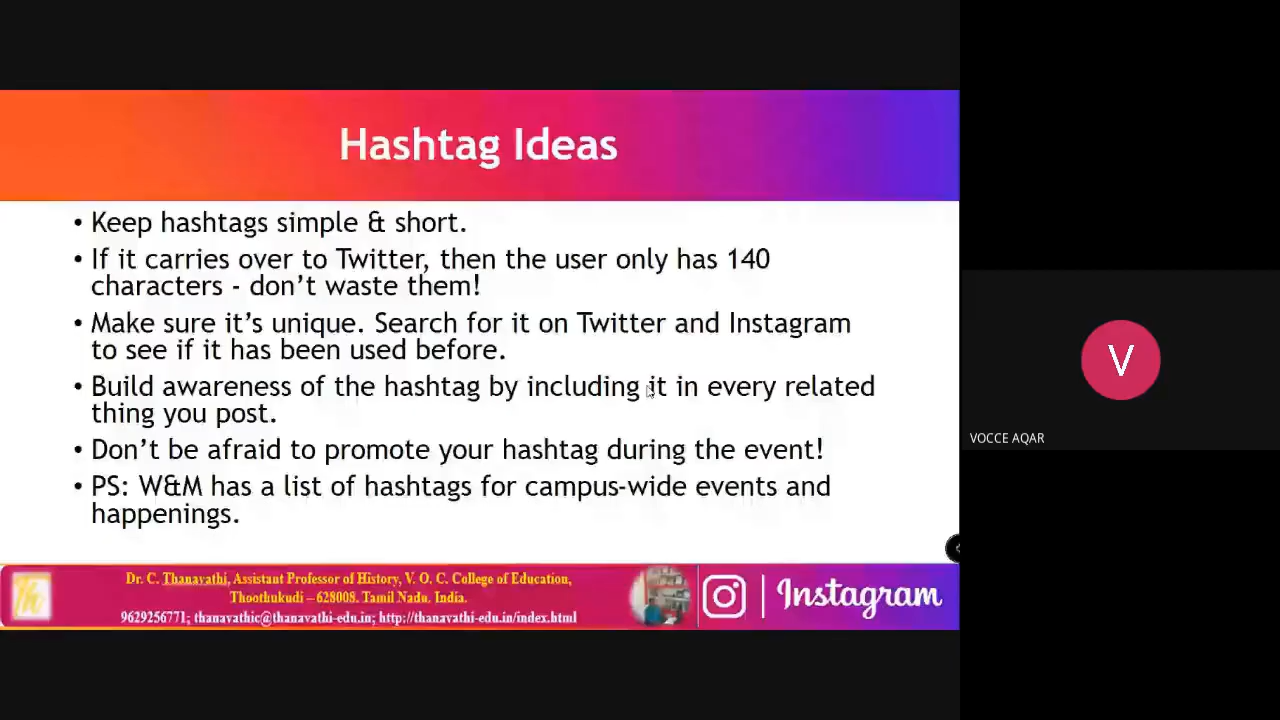 Hashtag Ideas
• Keep hashtags simple & short.
• If it carries over to Twitter, then the user only has 140
characters - don't waste them!
• Make sure it's unique. Search for it on Twitter and Instagram
to see if it has been used before.
• Build awareness of the hashtag by including it in every related
thing you post.
• Don't be afraid to promote your hashtag during the event!
• PS: W&M has a list of hashtags for campus-wide events and
happenings.
Th
Dr. C. Thanavathi, Assistant Professor of History, V. O. C. College of Education,
Thoothukudi – 628008. Tamil Nadu. India.
9629256771; thanavathic@thanavathi-edu.in; http://thanavathi-edu.in/index.html
Instagram
V
VOCCE AQAR